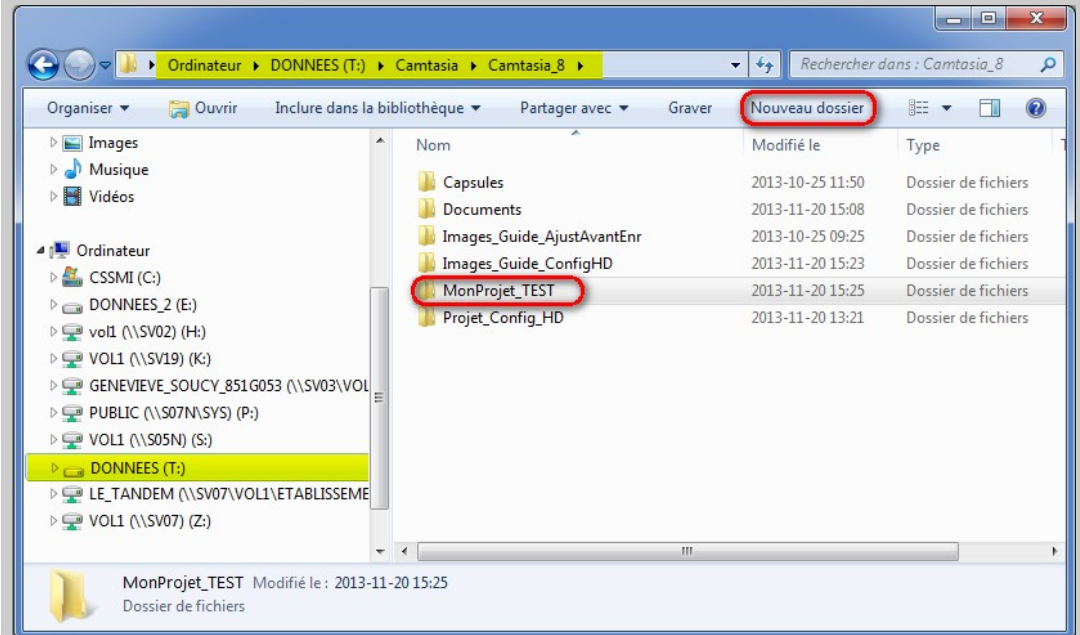 Ordinateur DONNEES (T:) Camtasia Camtasia_8 Rechercher dans : Camtasia_8
Organiser Ouvrir Inclure dans la bibliothèque Partager avec Graver Nouveau dossier
Images
Musique
Vidéos
Ordinateur
CSSMI (C:)
DONNEES_2 (E:)
vol1 (\\SV02) (H:)
VOL1 (\\SV19) (K:)
GENEVIEVE_SOUCY_851G053 (\\SV03\VOL
PUBLIC (\\S07N\SYS) (P:)
VOL1 (\\S05N) (S:)
DONNEES (T:)
LE_TANDEM (\\SV07\VOL1\ETABLISSEME
VOL1 (\\SV07) (Z:)
Nom Modifié le Type
Capsules 2013-10-25 11:50 Dossier de fichiers
Documents 2013-11-20 15:08 Dossier de fichiers
Images_Guide_AjustAvantEnr 2013-10-25 09:25 Dossier de fichiers
Images_Guide_ConfigHD 2013-11-20 15:23 Dossier de fichiers
MonProjet_TEST 2013-11-20 15:25 Dossier de fichiers
Projet_Config_HD 2013-11-20 13:21 Dossier de fichiers
MonProjet_TEST Modifié le : 2013-11-20 15:25
Dossier de fichiers